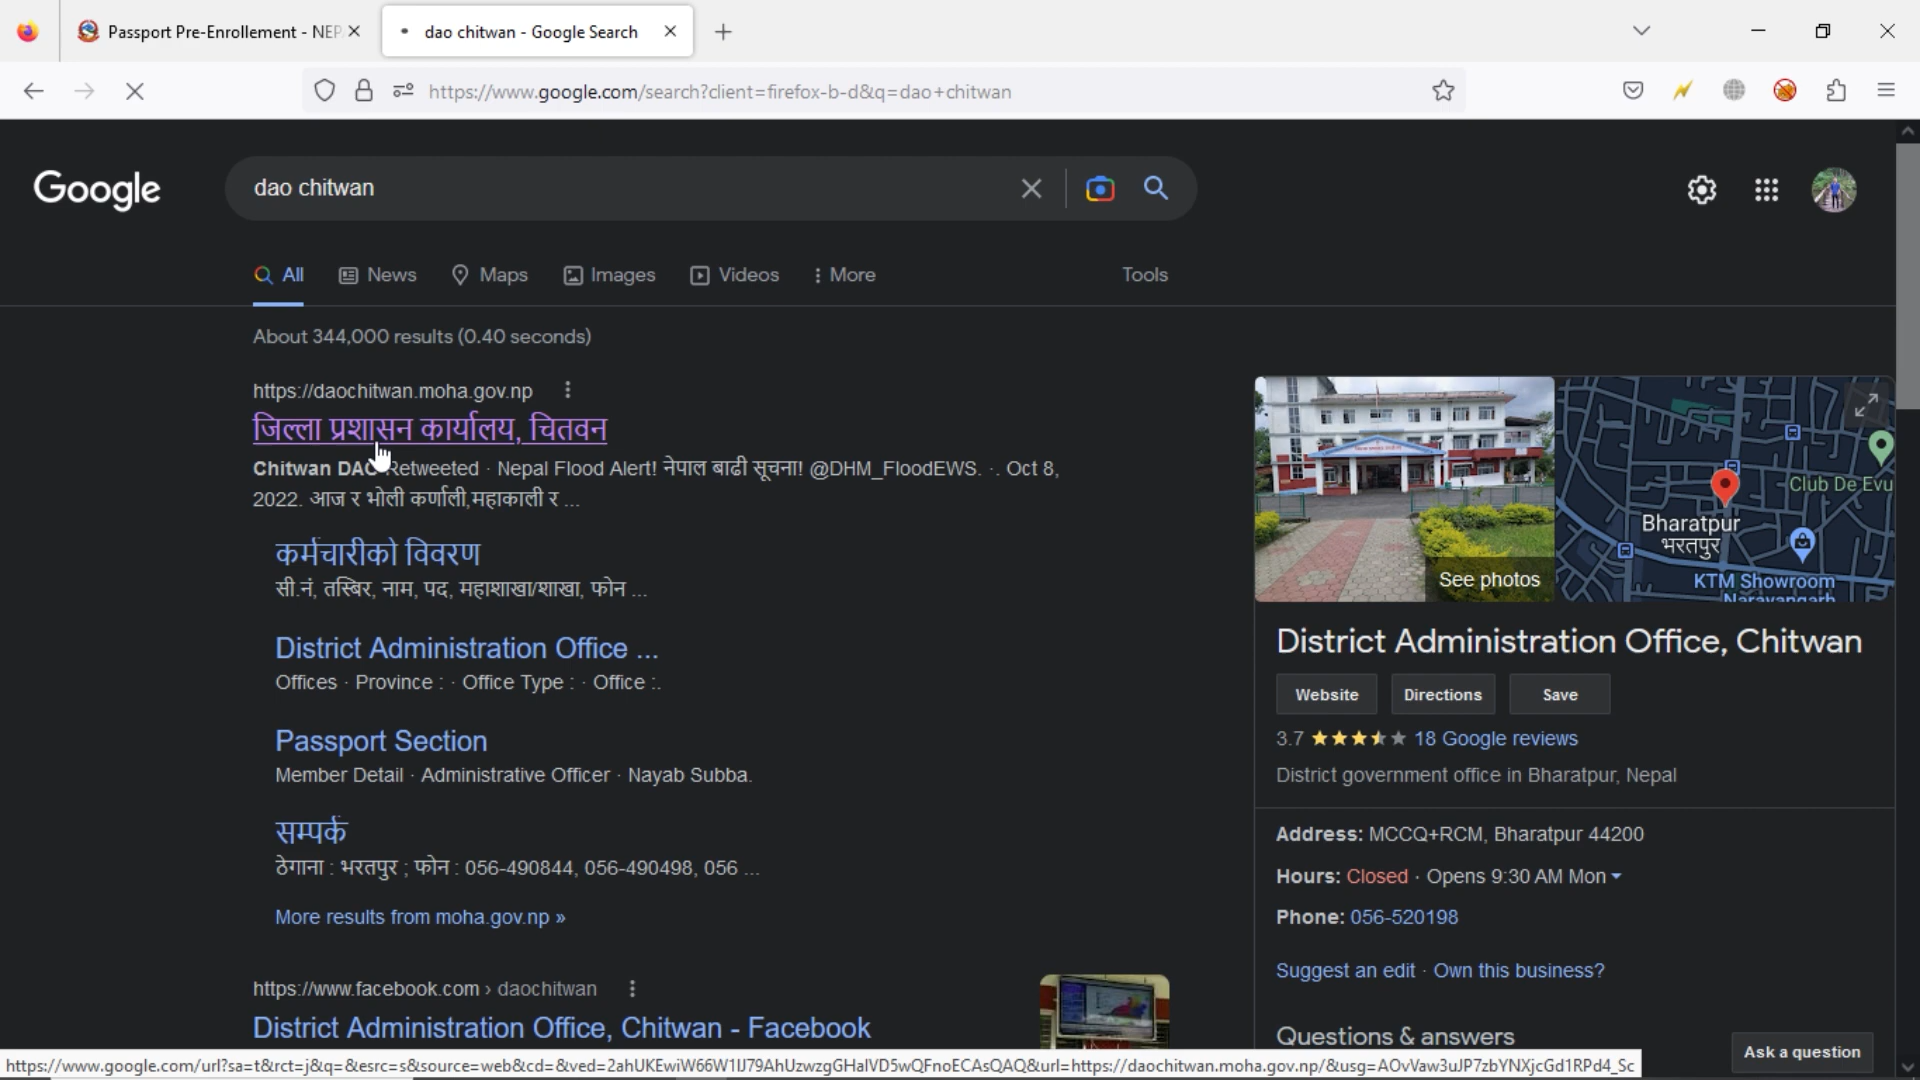 Passport Pre-Enrollement - NEP
dao chitwan - Google Search
https://www.google.com/search?client=firefox-b-d&q=dao+chitwan
Google
dao chitwan
All
News
Maps
Images
Videos
More
Tools
About 344,000 results (0.40 seconds)
https://daochitwan.moha.gov.np
जिल्ला प्रशासन कार्यालय, चितवन
Chitwan DAO Retweeted · Nepal Flood Alert! नेपाल बाढी सूचना! @DHM_FloodEWS. ·. Oct 8,
2022. आज र भोली कर्णाली,महाकाली र ...
कर्मचारीको विवरण
सी.नं, तस्बिर, नाम, पद, महाशाखा/शाखा, फोन ...
District Administration Office ...
Offices · Province : · Office Type : · Office :.
Passport Section
Member Detail · Administrative Officer · Nayab Subba.
सम्पर्क
ठेगाना : भरतपुर ; फोन : 056-490844, 056-490498, 056 ...
More results from moha.gov.np »
https://www.facebook.com › daochitwan
District Administration Office, Chitwan - Facebook
See photos
Club De Evu
Bharatpur
भरतपुर
KTM Showroom
Narayangarh
District Administration Office, Chitwan
Website
Directions
Save
3.7
18 Google reviews
District government office in Bharatpur, Nepal
Address: MCCQ+RCM, Bharatpur 44200
Hours: Closed · Opens 9:30 AM Mon
Phone: 056-520198
Suggest an edit · Own this business?
Questions & answers
Ask a question